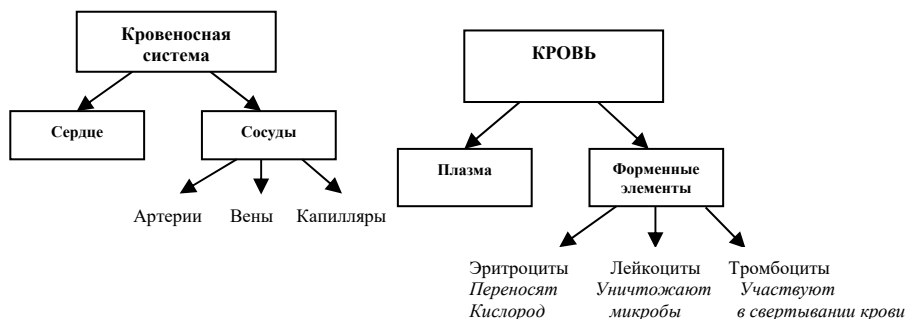 Кровеносная
система
Сердце
Сосуды
Артерии Вены Капилляры
КРОВЬ
Плазма
Форменные
элементы
Эритроциты Лейкоциты Тромбоциты
Переносят Уничтожают Участвуют
Кислород микробы в свертывании крови